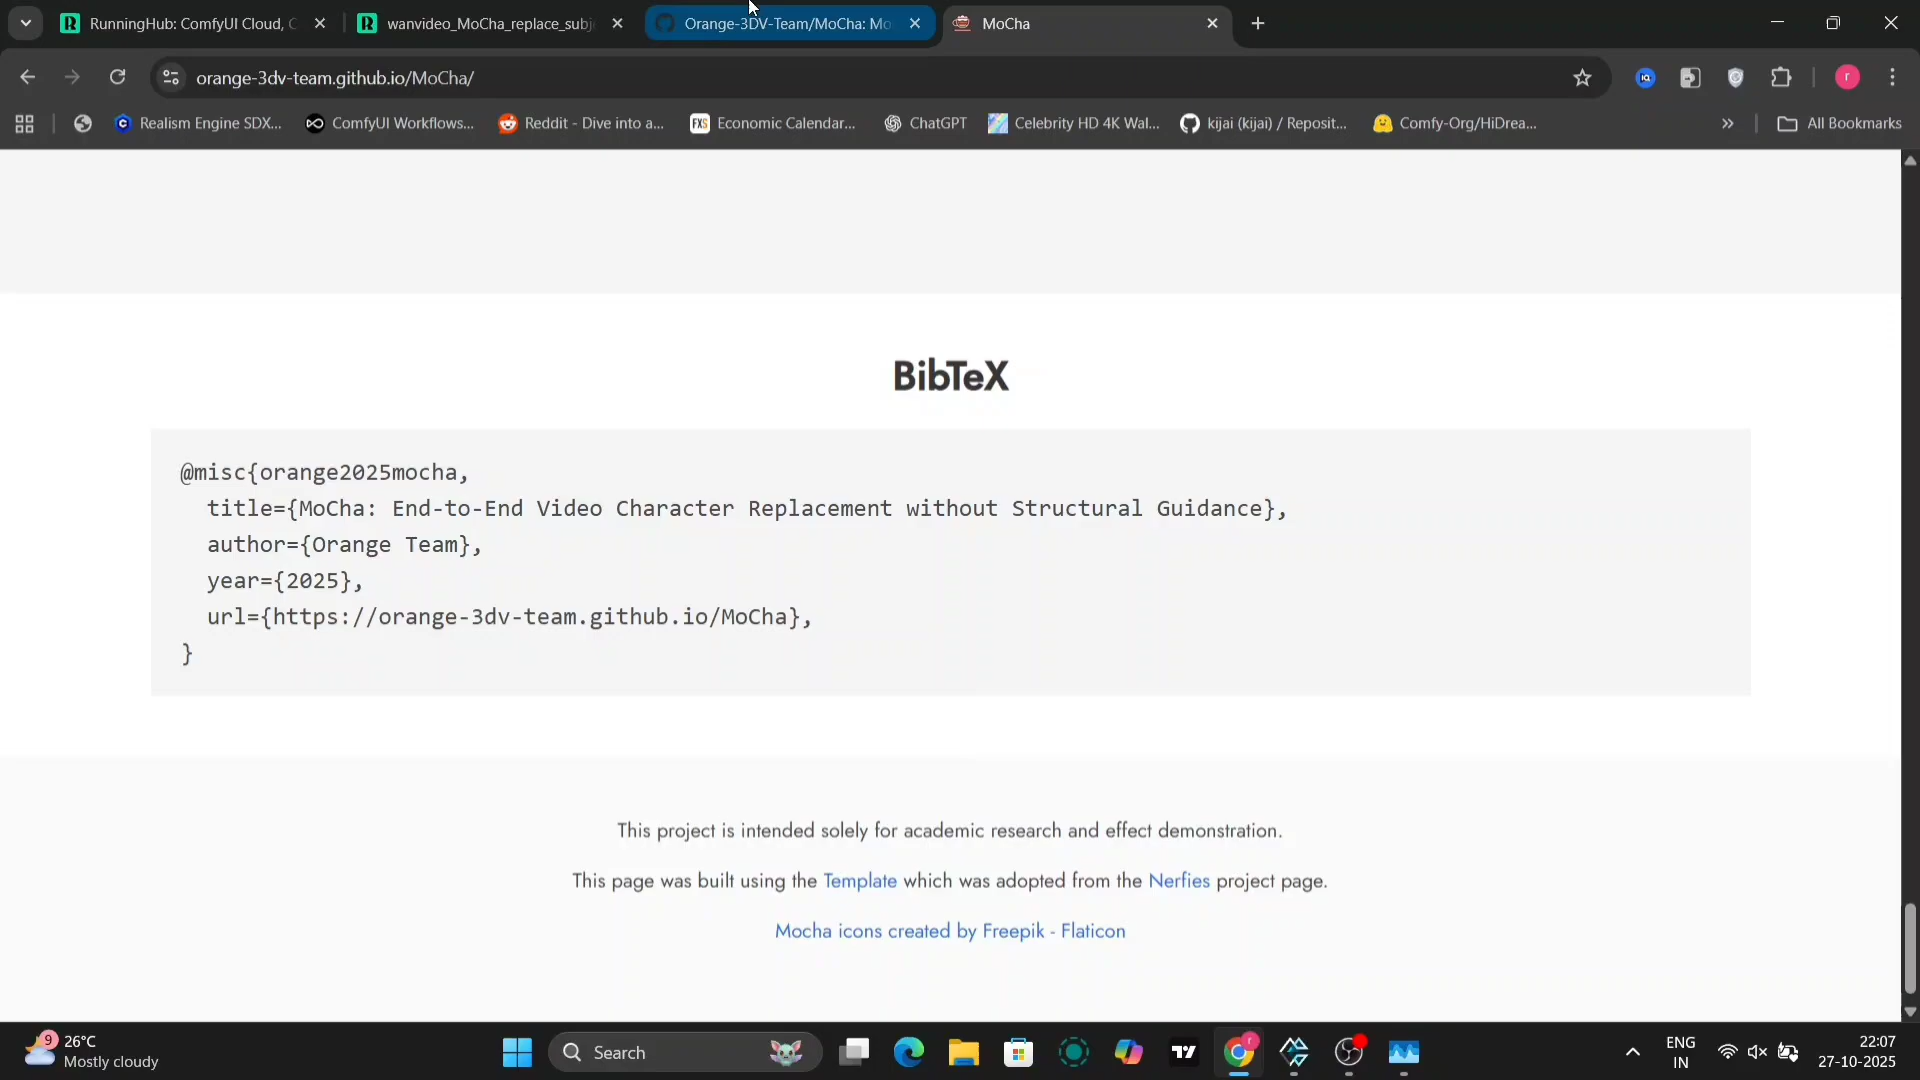 RunningHub: ComfyUI Cloud, C
wanvideo_MoCha_replace_subj
Orange-3DV-Team/MoCha: Mo
MoCha
orange-3dv-team.github.io/MoCha/
r
Realism Engine SDX...
ComfyUI Workflows...
Reddit - Dive into a...
FXS
Economic Calendar...
ChatGPT
Celebrity HD 4K Wal...
kijai (kijai) / Reposit...
Comfy-Org/HiDrea...
All Bookmarks
BibTeX
@misc{orange2025mocha,
title={MoCha: End-to-End Video Character Replacement without Structural Guidance},
author={Orange Team},
year={2025},
url={https://orange-3dv-team.github.io/MoCha},
}
This project is intended solely for academic research and effect demonstration.
This page was built using the Template which was adopted from the Nerfies project page.
Mocha icons created by Freepik - Flaticon
9
26°C
Mostly cloudy
Search
ENG
IN
22:07
27-10-2025